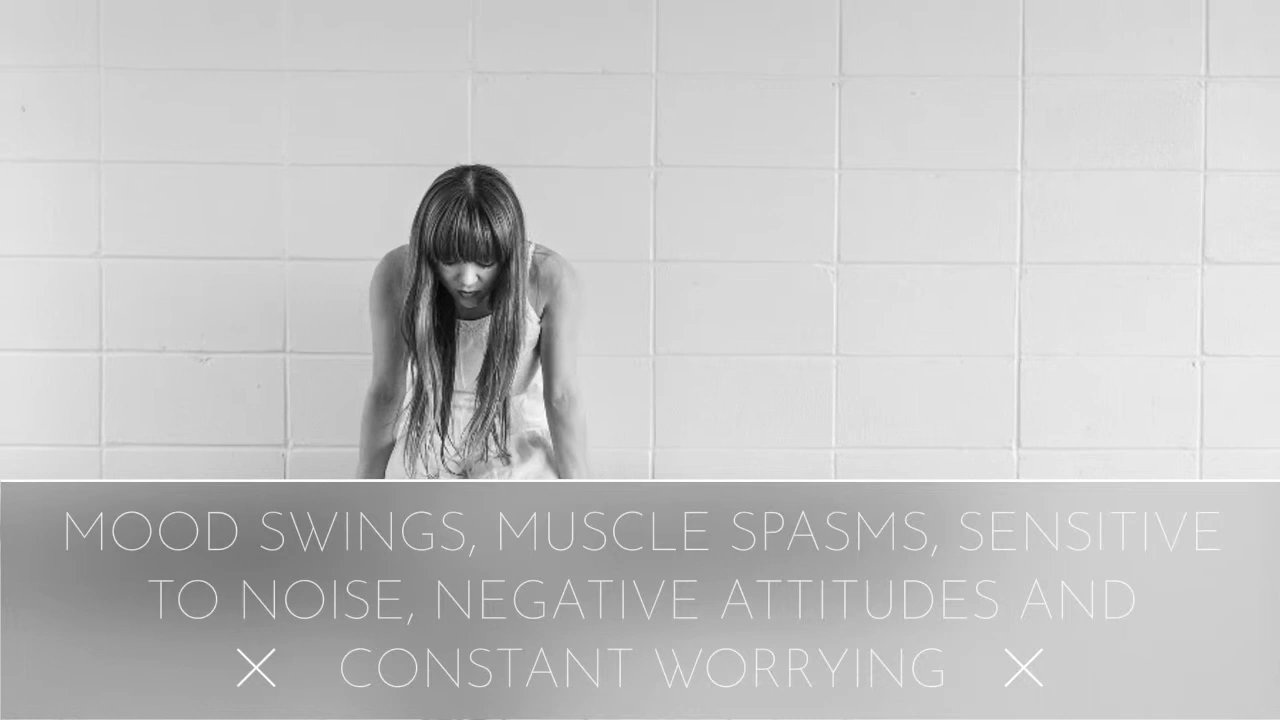 MOOD SWINGS, MUSCLE SPASMS, SENSITIVE
TO NOISE, NEGATIVE ATTITUDES AND
CONSTANT WORRYING